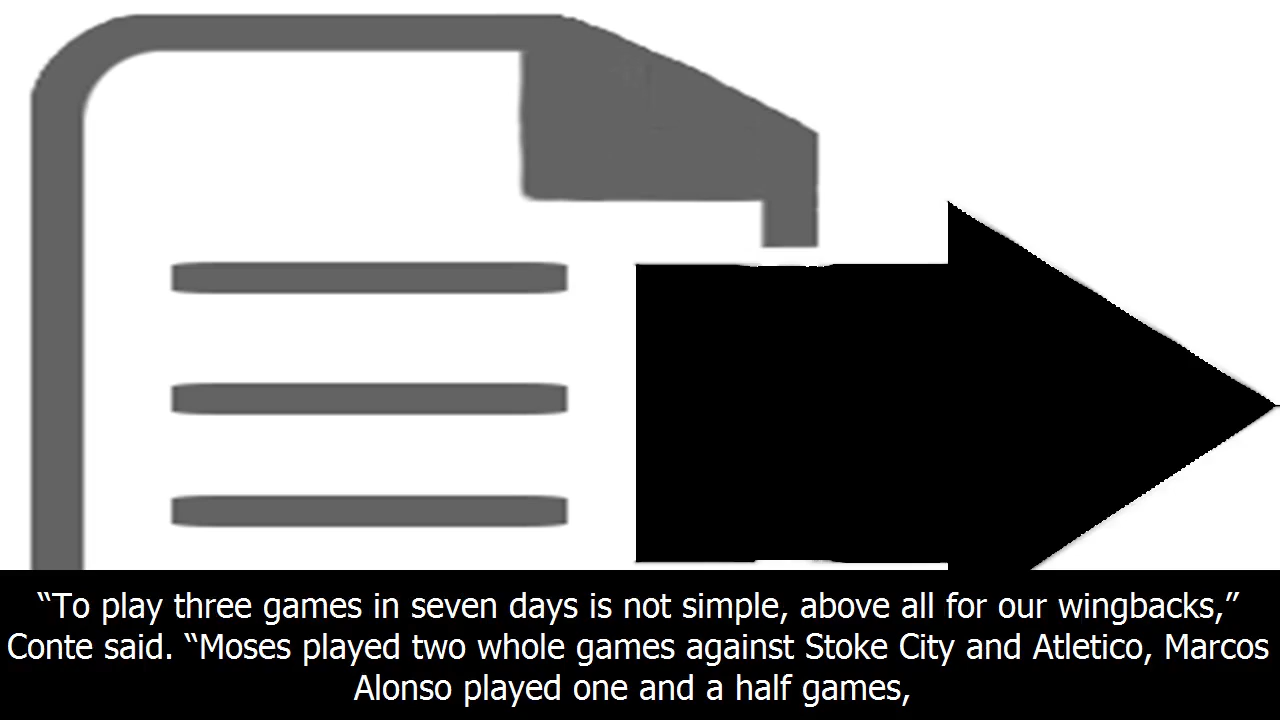 “To play three games in seven days is not simple, above all for our wingbacks,”
Conte said. “Moses played two whole games against Stoke City and Atletico, Marcos
Alonso played one and a half games,